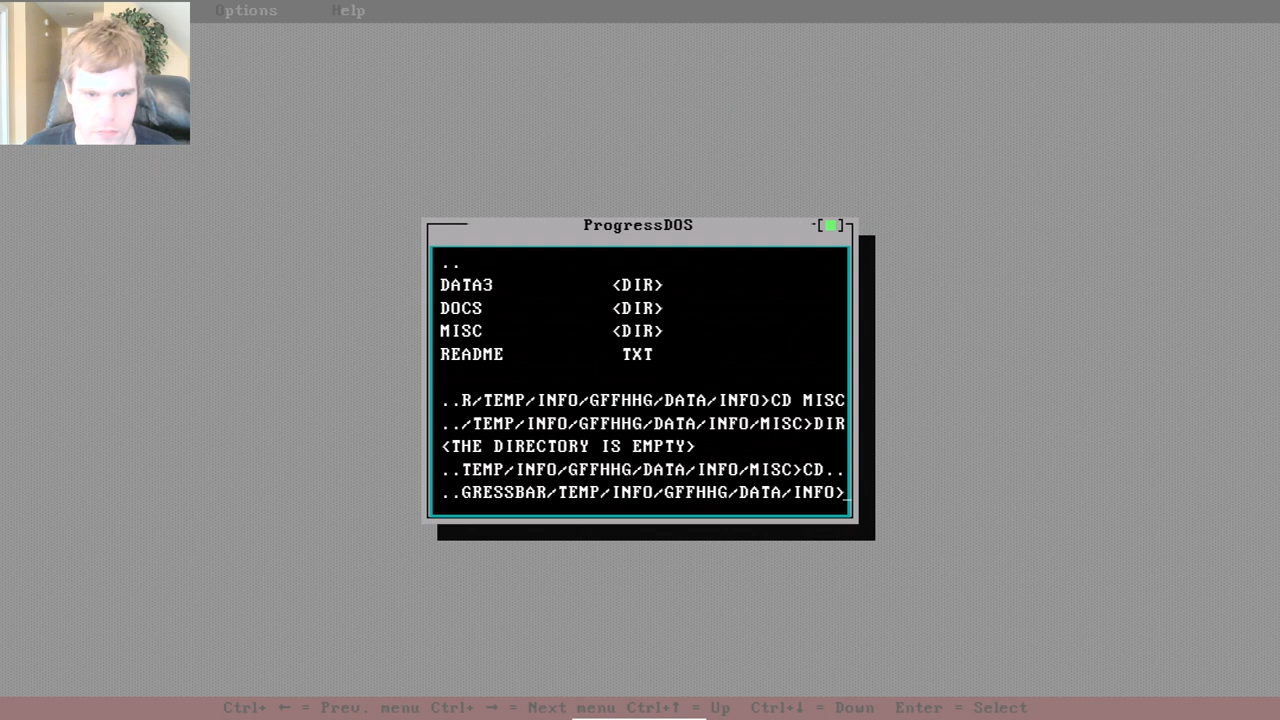 Options Help
ProgressDOS
..
DATA3 <DIR>
DOCS <DIR>
MISC <DIR>
README TXT
..R/TEMP/INFO/GFFHHG/DATA/INFO>CD MISC
../TEMP/INFO/GFFHHG/DATA/INFO/MISC>DIR
<THE DIRECTORY IS EMPTY>
..TEMP/INFO/GFFHHG/DATA/INFO/MISC>CD..
..GRESSBAR/TEMP/INFO/GFFHHG/DATA/INFO>_
Ctrl+ ← = Prev. menu Ctrl+ → = Next menu Ctrl+↑ = Up Ctrl+↓ = Down Enter = Select